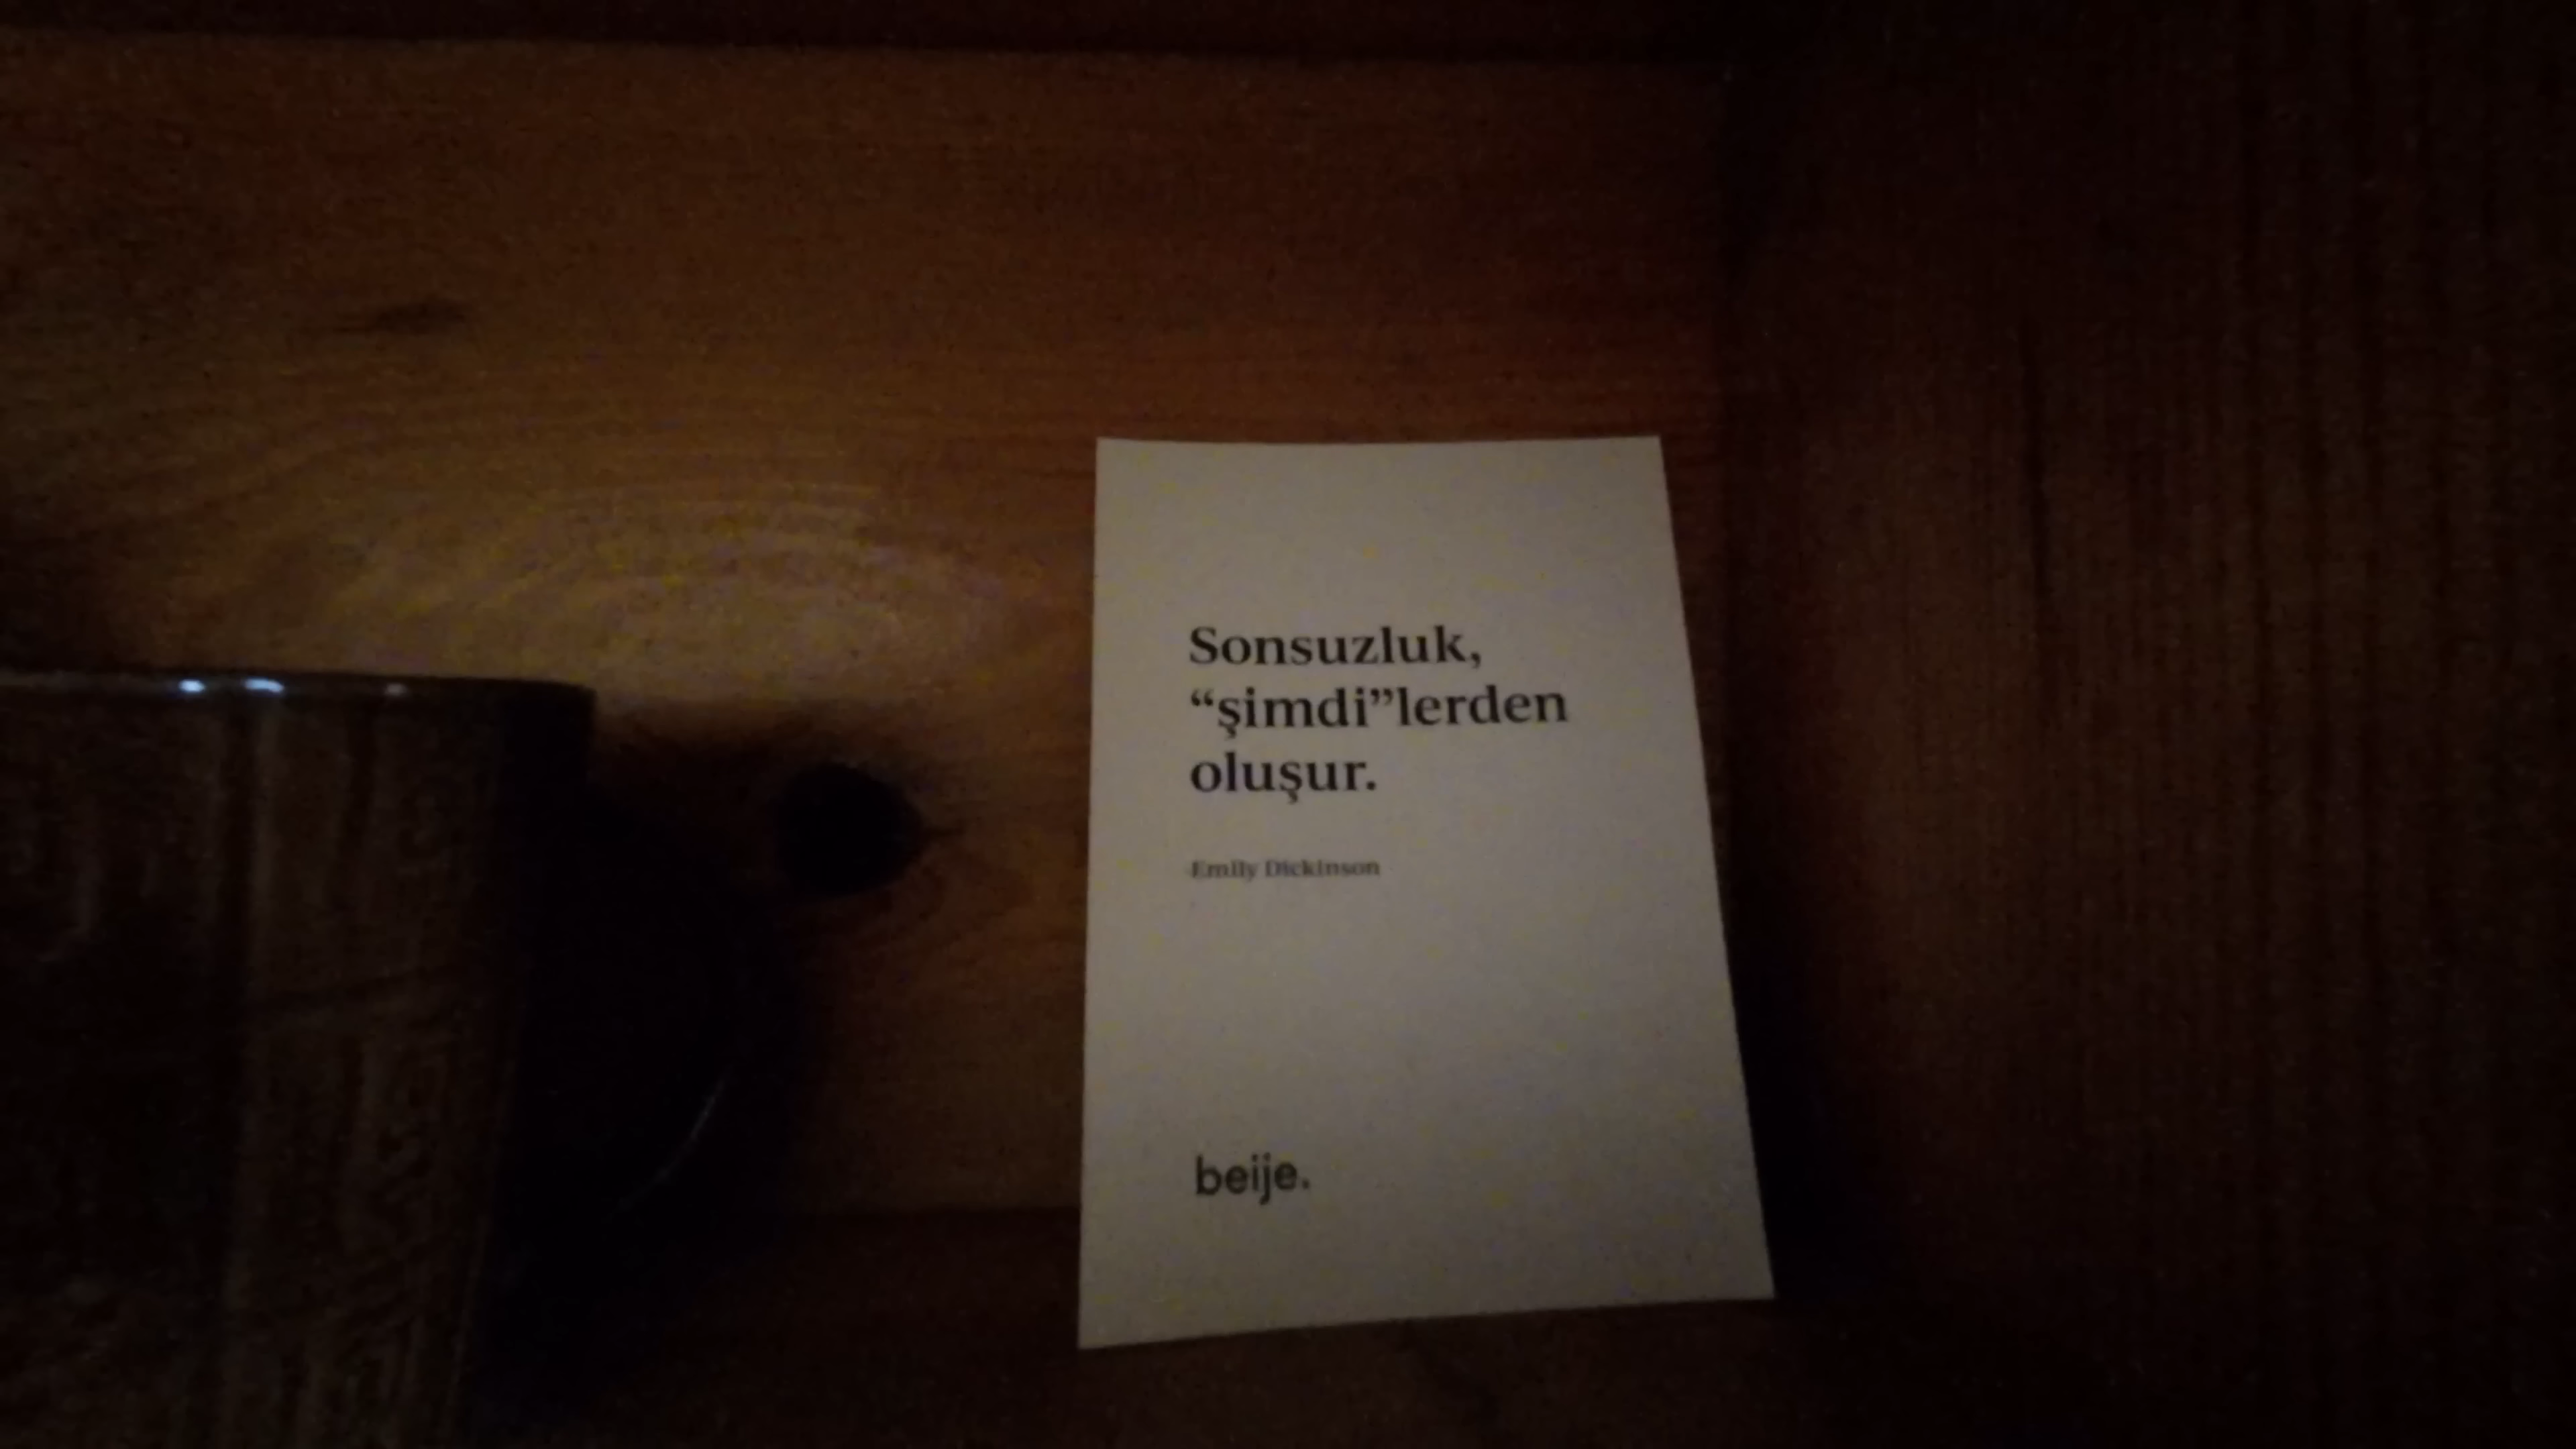 Sonsuzluk,
“şimdi”lerden
oluşur.
Emily Dickinson
beije.